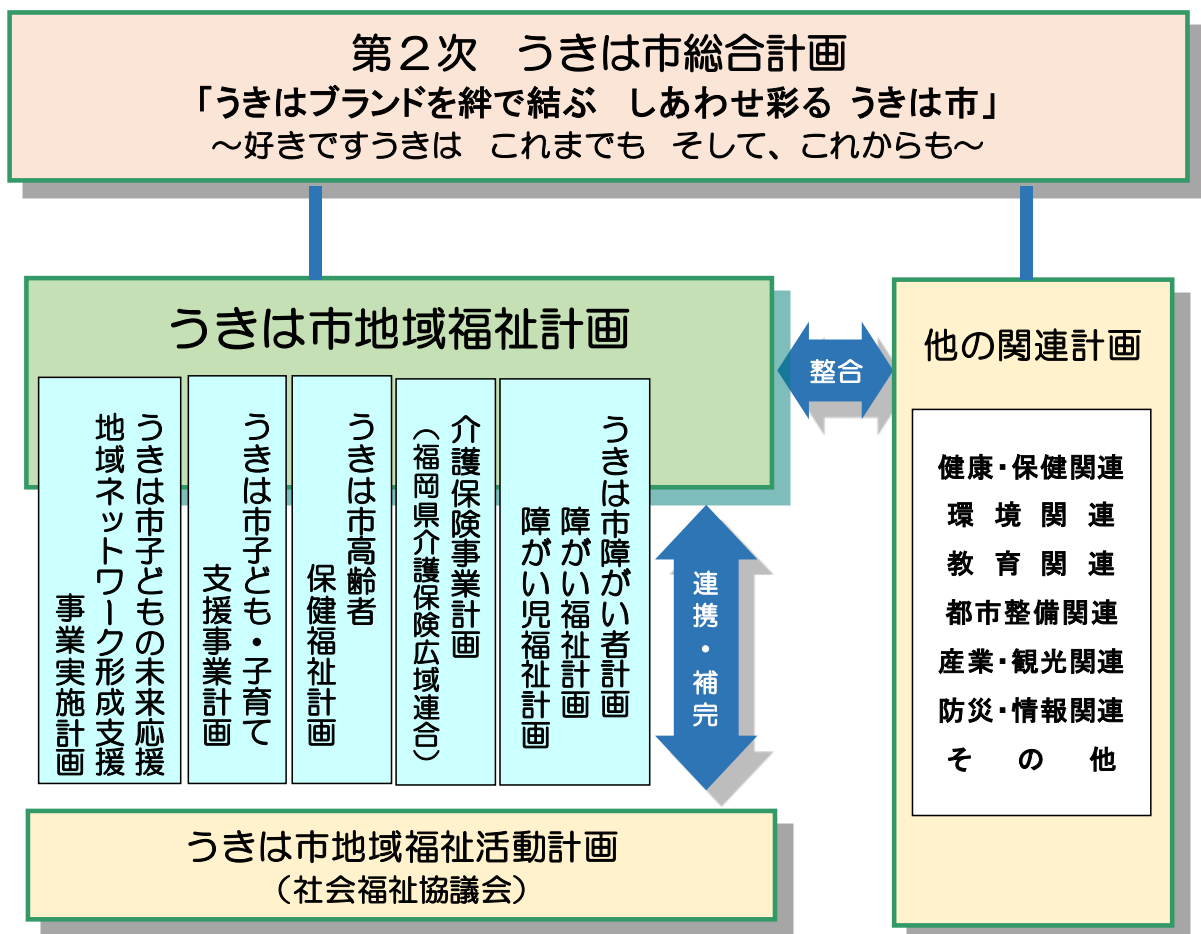 第２次　うきは市総合計画
「うきはブランドを絆で結ぶ　しあわせ彩る うきは市」
～好きですうきは　これまでも　そして、これからも～
うきは市地域福祉計画
整合
他の関連計画
うきは市子どもの未来応援
地域ネットワーク形成支援
事業実施計画
うきは市子ども・子育て
支援事業計画
うきは市高齢者
保健福祉計画
介護保険事業計画
（福岡県介護保険広域連合）
うきは市障がい者計画
障がい福祉計画
障がい児福祉計画
連携・補完
健康・保健関連
環境関連
教育関連
都市整備関連
産業・観光関連
防災・情報関連
その他
うきは市地域福祉活動計画
（社会福祉協議会）